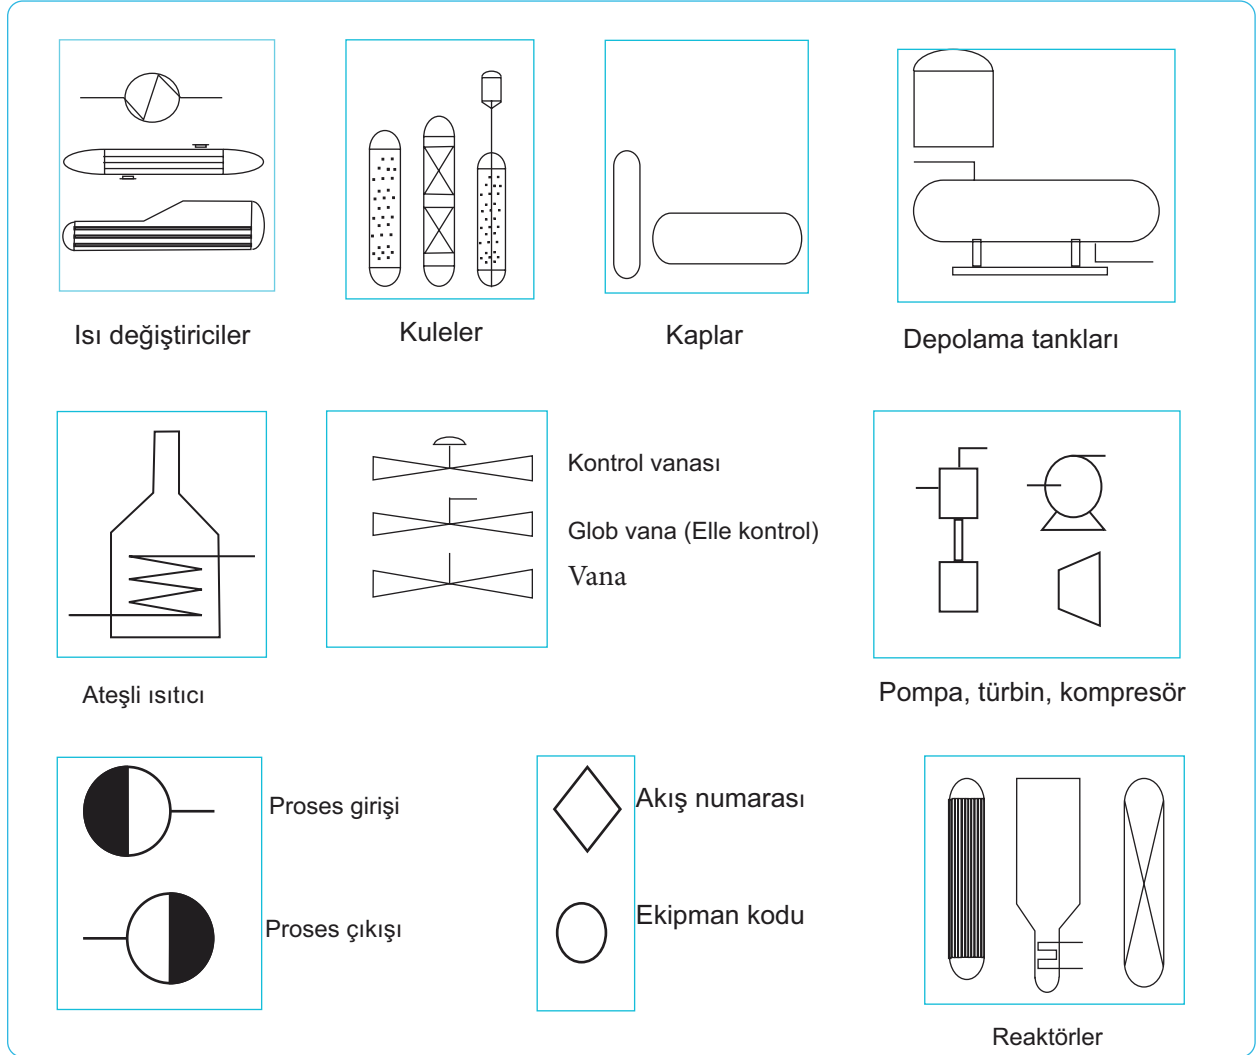 Isı değiştiriciler
Kuleler
Kaplar
Depolama tankları
Kontrol vanası
Glob vana (Elle kontrol)
Vana
Ateşli ısıtıcı
Pompa, türbin, kompresör
Proses girişi
Akış numarası
Proses çıkışı
Ekipman kodu
Reaktörler